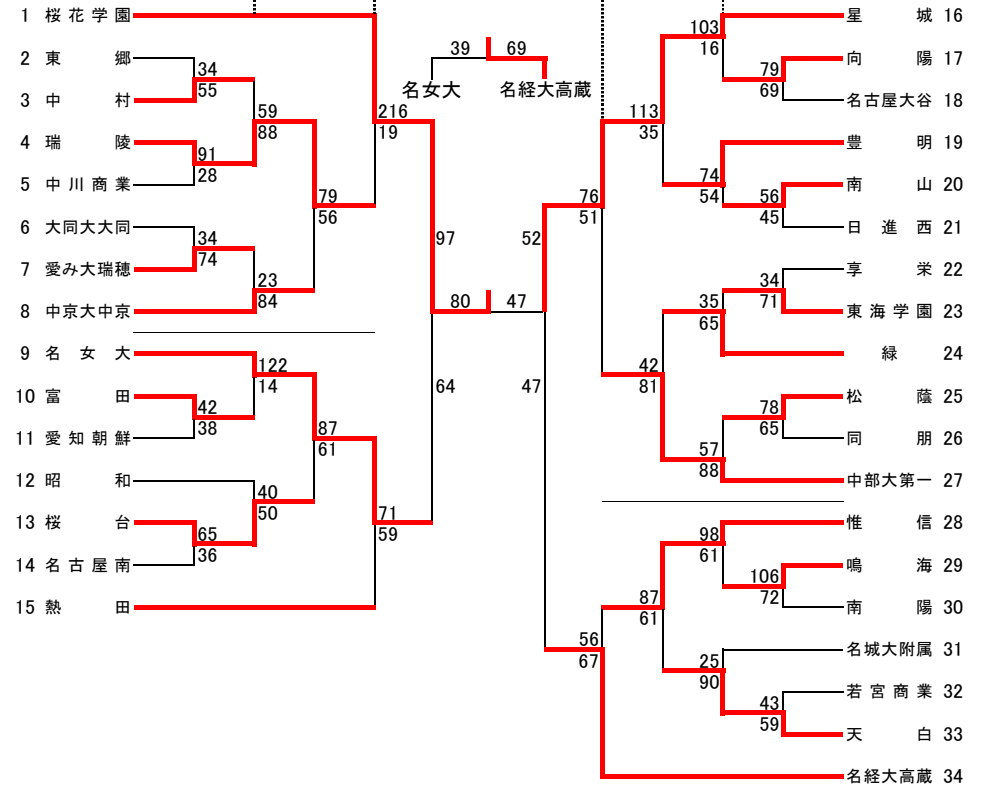 1 桜花学園
2 東郷
3 中村
4 瑞陵
5 中川商業
6 大同大大同
7 愛み大瑞穂
8 中京大中京
9 名女大
10 富田
11 愛知朝鮮
12 昭和
13 桜台
14 名古屋南
15 熱田
34
55
91
28
34
74
42
38
65
36
59
88
23
84
122
14
40
50
79
56
87
61
216
19
71
59
97
64
39 69
名女大 名経大高蔵
80 47
52
47
76
51
56
67
113
35
42
81
87
61
103
16
74
54
35
65
57
88
98
61
25
90
79
69
56
45
34
71
78
65
106
72
43
59
星城 16
向陽 17
名古屋大谷 18
豊明 19
南山 20
日進西 21
享栄 22
東海学園 23
緑 24
松蔭 25
同朋 26
中部大第一 27
惟信 28
鳴海 29
南陽 30
名城大附属 31
若宮商業 32
天白 33
名経大高蔵 34